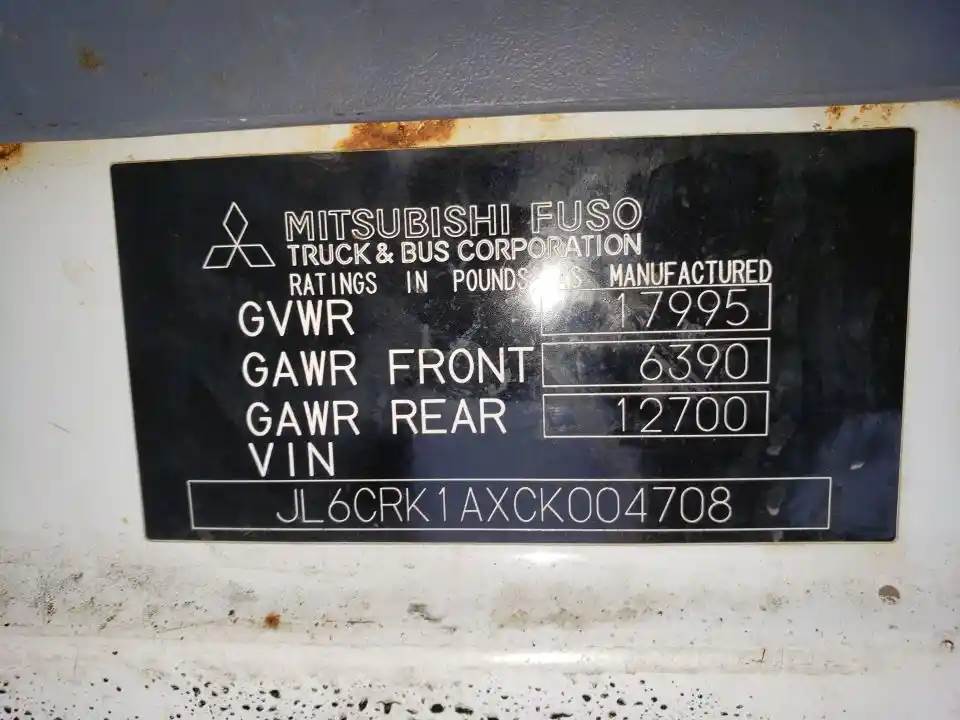 MITSUBISHI FUSO
TRUCK & BUS CORPORATION
RATINGS IN POUNDS AS MANUFACTURED
GVWR 17995
GAWR FRONT 6390
GAWR REAR 12700
VIN
JL6CRK1AXCK004708